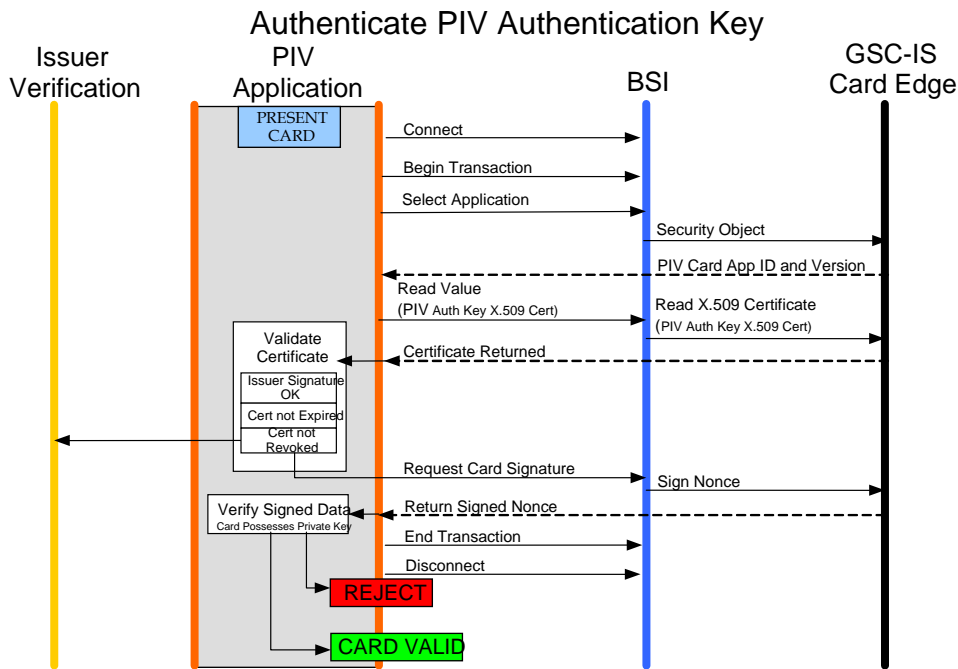 Authenticate PIV Authentication Key
Issuer
Verification
PIV
Application
BSI
GSC-IS
Card Edge
PRESENT
CARD
Connect
Begin Transaction
Select Application
Security Object
PIV Card App ID and Version
Read Value
(PIV Auth Key X.509 Cert)
Read X.509 Certificate
(PIV Auth Key X.509 Cert)
Validate
Certificate
Certificate Returned
Issuer Signature
OK
Cert not Expired
Cert not
Revoked
Request Card Signature
Sign Nonce
Verify Signed Data
Card Possesses Private Key
Return Signed Nonce
End Transaction
Disconnect
REJECT
CARD VALID